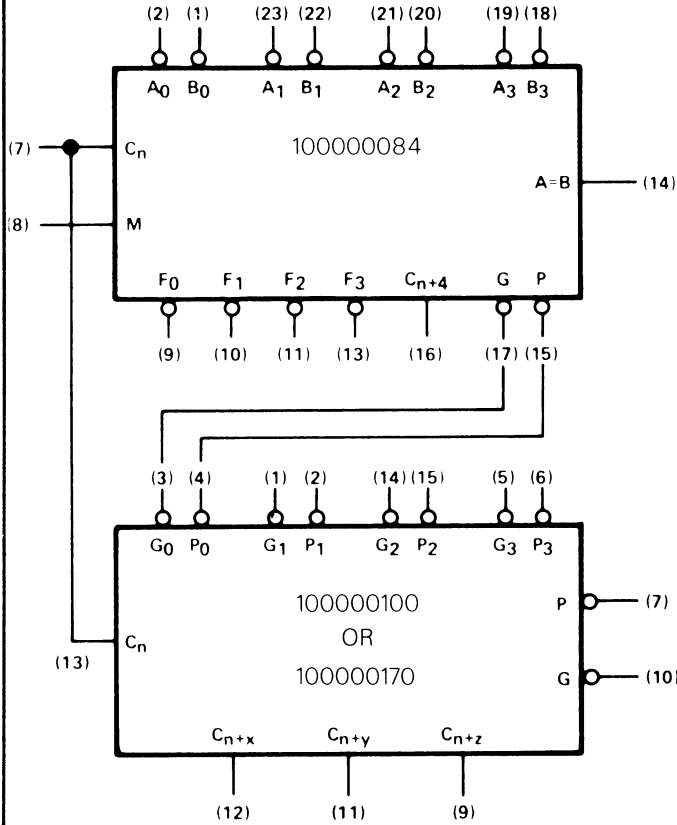 (2) (1) (23) (22) (21) (20) (19) (18)
A0 B0 A1 B1 A2 B2 A3 B3
(7) Cn 100000084
A=B (14)
(8) M
F0 F1 F2 F3 Cn+4 G P
(9) (10) (11) (13) (16) (17) (15)
(3) (4) (1) (2) (14) (15) (5) (6)
G0 P0 G1 P1 G2 P2 G3 P3
100000100 P (7)
OR
Cn
(13) 100000170 G (10)
Cn+x Cn+y Cn+z
(12) (11) (9)